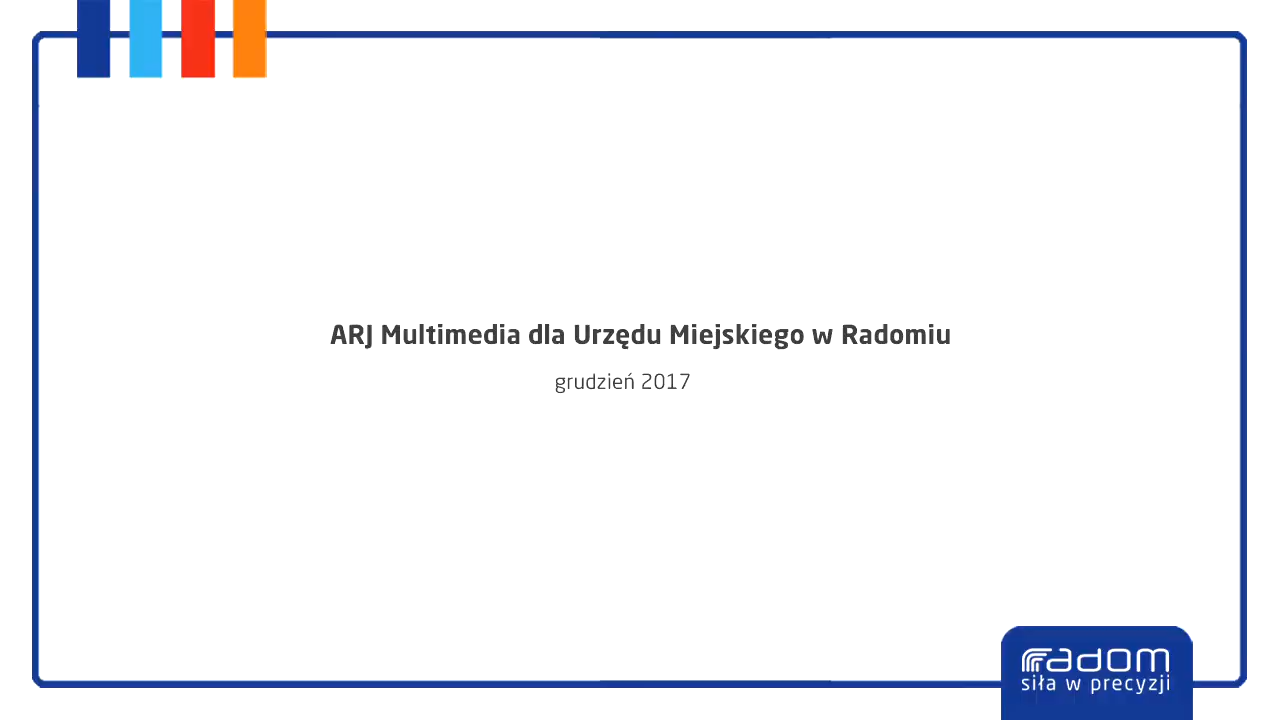 ARJ Multimedia dla Urzędu Miejskiego w Radomiu
grudzień 2017
radom
siła w precyzji